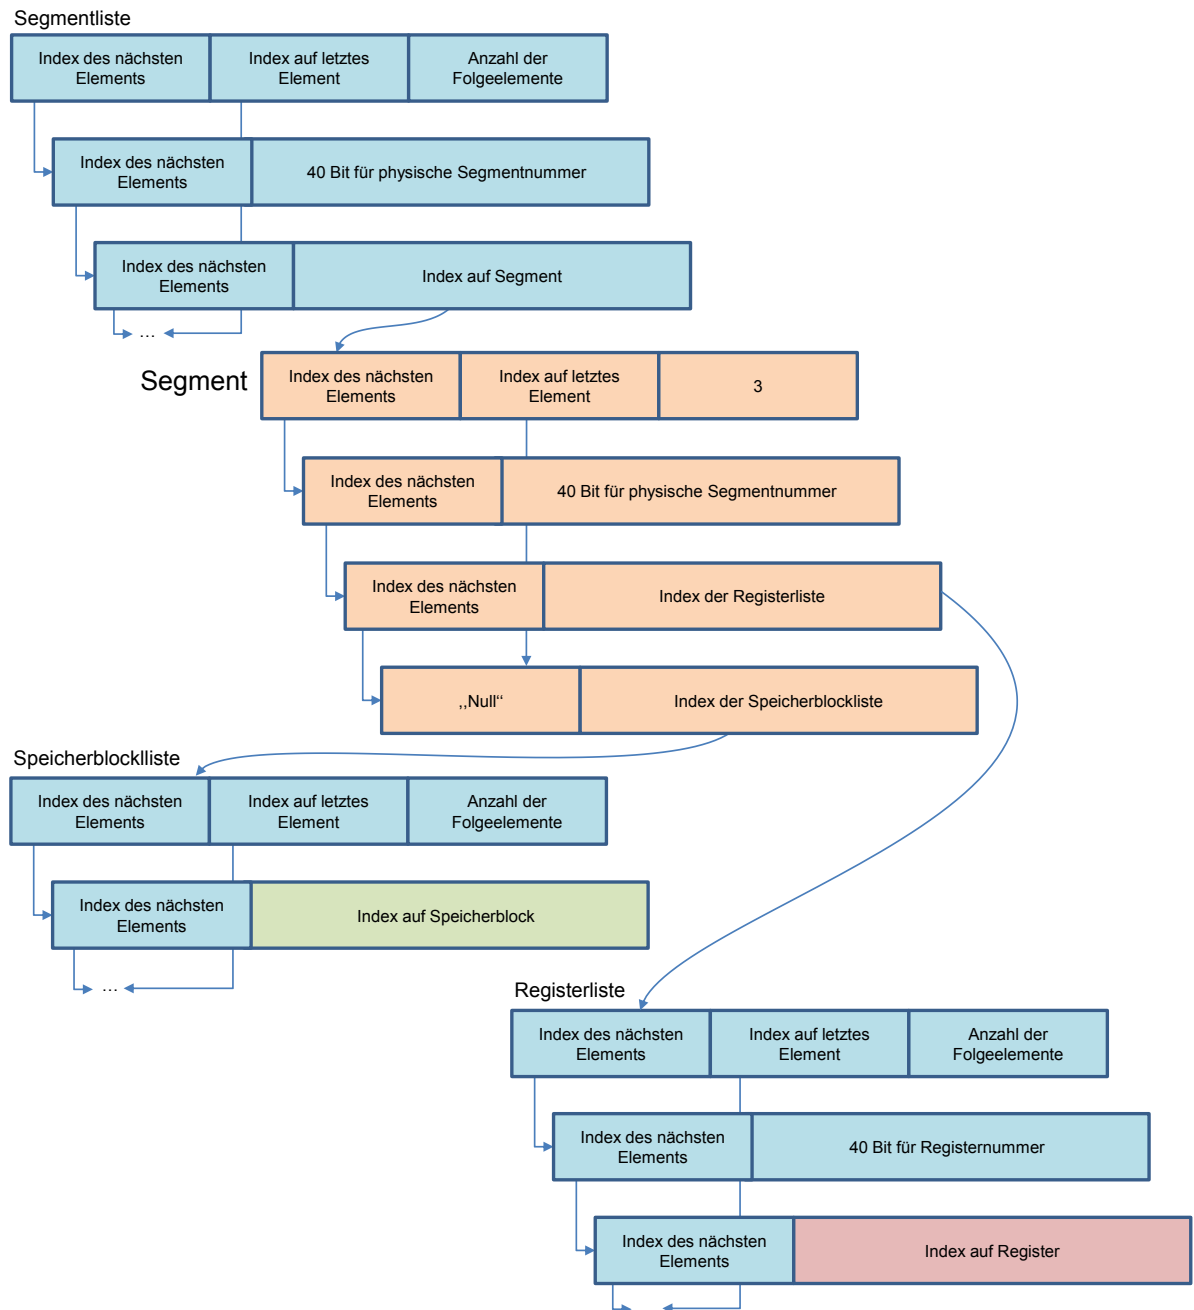 Segmentliste
Index des nächsten
Elements
Index auf letztes
Element
Anzahl der
Folgeelemente
Index des nächsten
Elements
40 Bit für physische Segmentnummer
Index des nächsten
Elements
Index auf Segment
...
Segment
Index des nächsten
Elements
Index auf letztes
Element
3
Index des nächsten
Elements
40 Bit für physische Segmentnummer
Index des nächsten
Elements
Index der Registerliste
,,Null“
Index der Speicherblockliste
Speicherblocklliste
Index des nächsten
Elements
Index auf letztes
Element
Anzahl der
Folgeelemente
Index des nächsten
Elements
Index auf Speicherblock
...
Registerliste
Index des nächsten
Elements
Index auf letztes
Element
Anzahl der
Folgeelemente
Index des nächsten
Elements
40 Bit für Registernummer
Index des nächsten
Elements
Index auf Register